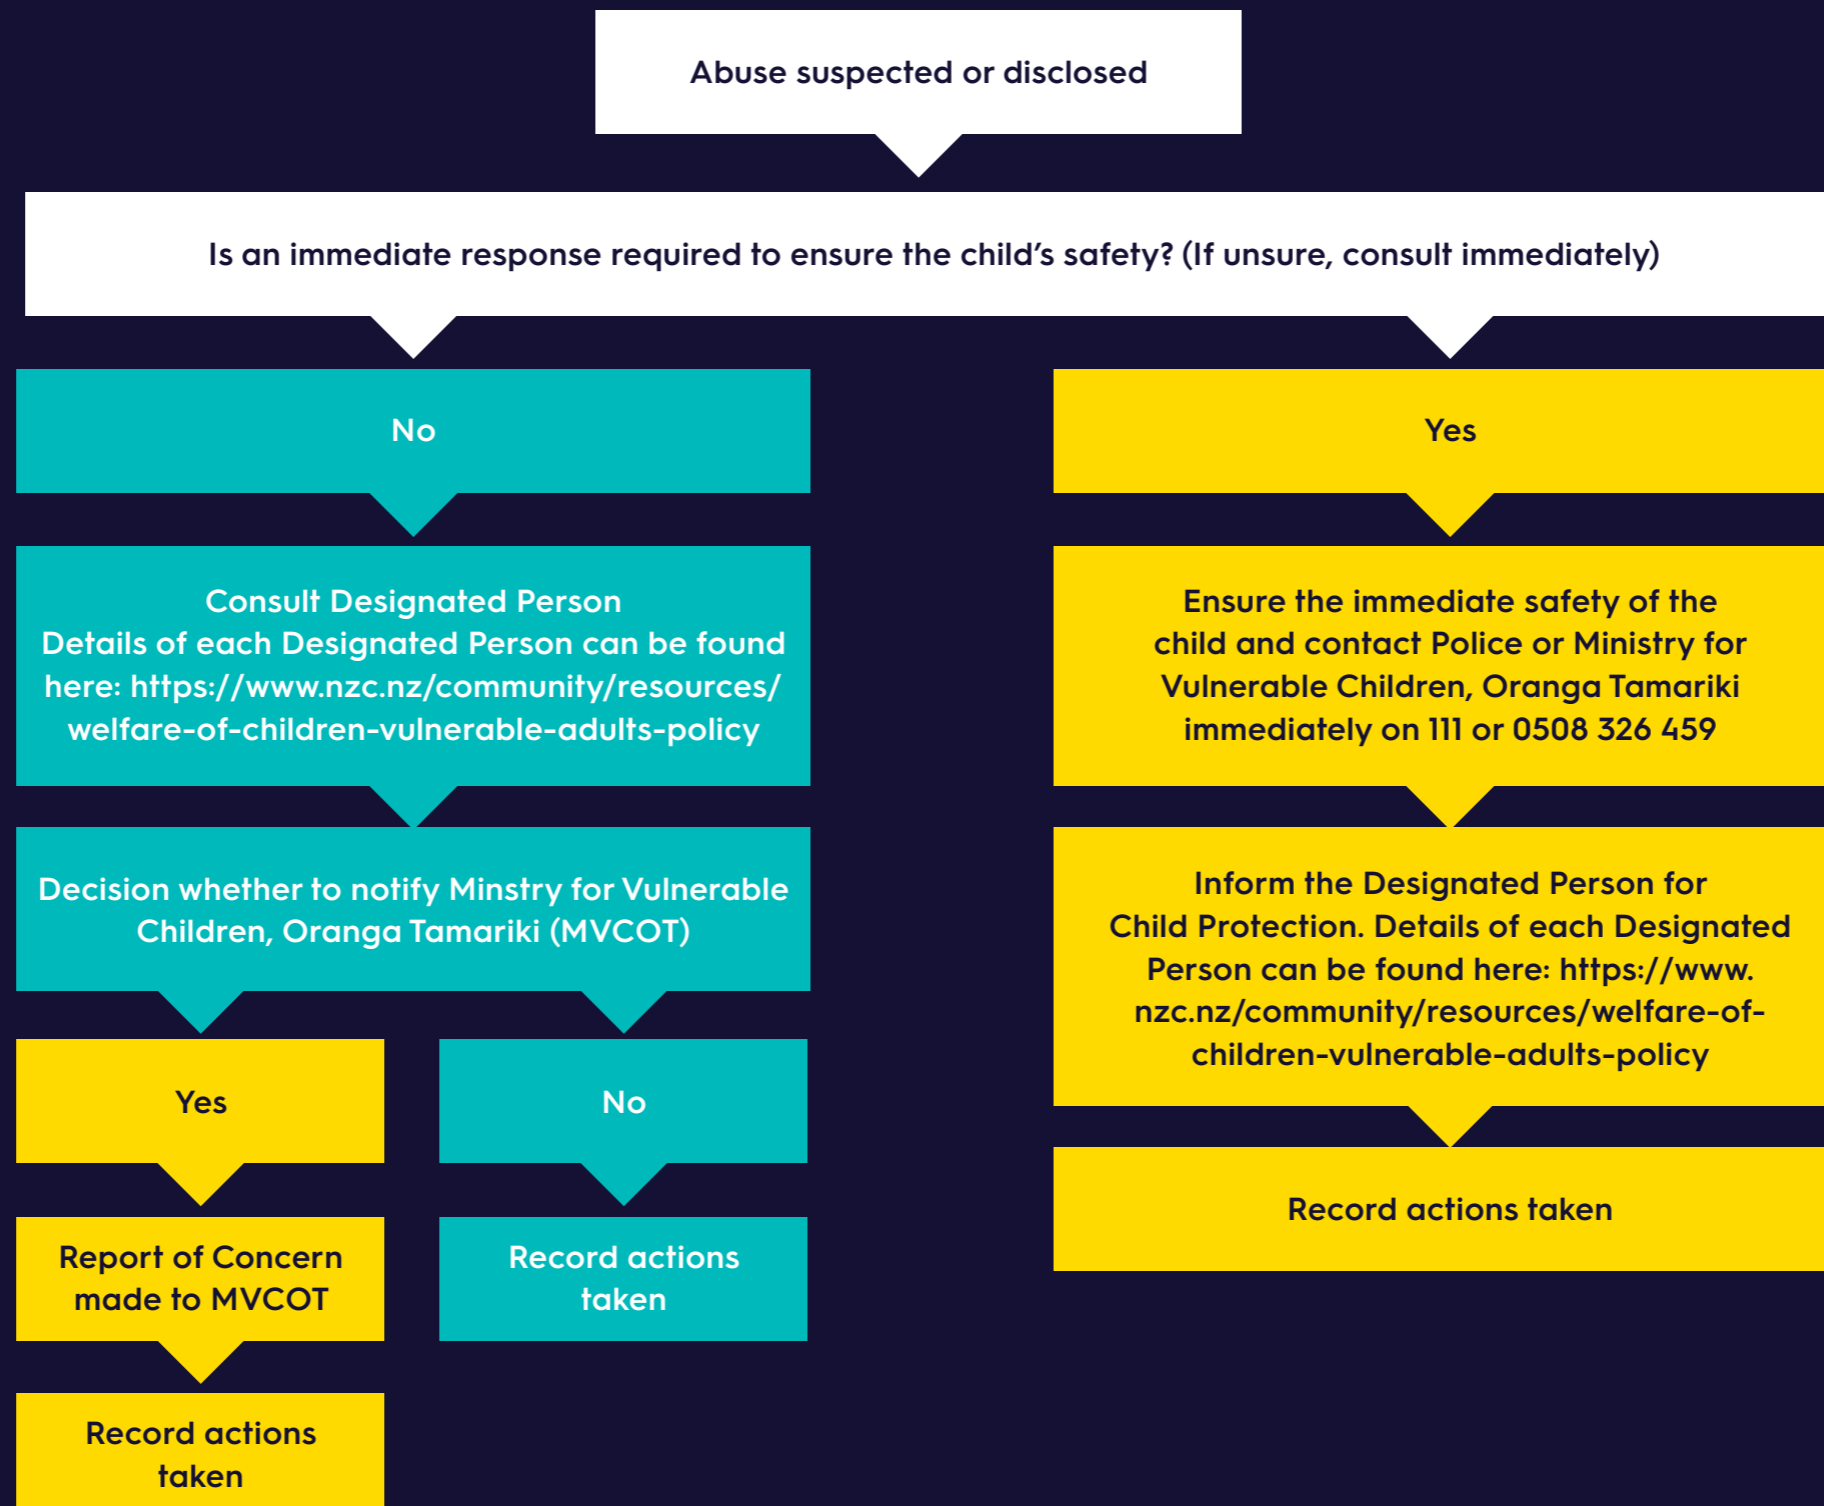 Abuse suspected or disclosed
Is an immediate response required to ensure the child's safety? (If unsure, consult immediately)
No
Consult Designated Person
Details of each Designated Person can be found
here: https://www.nzc.nz/community/resources/
welfare-of-children-vulnerable-adults-policy
Decision whether to notify Minstry for Vulnerable
Children, Oranga Tamariki (MVCOT)
Yes
Report of Concern
made to MVCOT
Record actions
taken
No
Record actions
taken
Yes
Ensure the immediate safety of the
child and contact Police or Ministry for
Vulnerable Children, Oranga Tamariki
immediately on 111 or 0508 326 459
Inform the Designated Person for
Child Protection. Details of each Designated
Person can be found here: https://www.
nzc.nz/community/resources/welfare-of-
children-vulnerable-adults-policy
Record actions taken